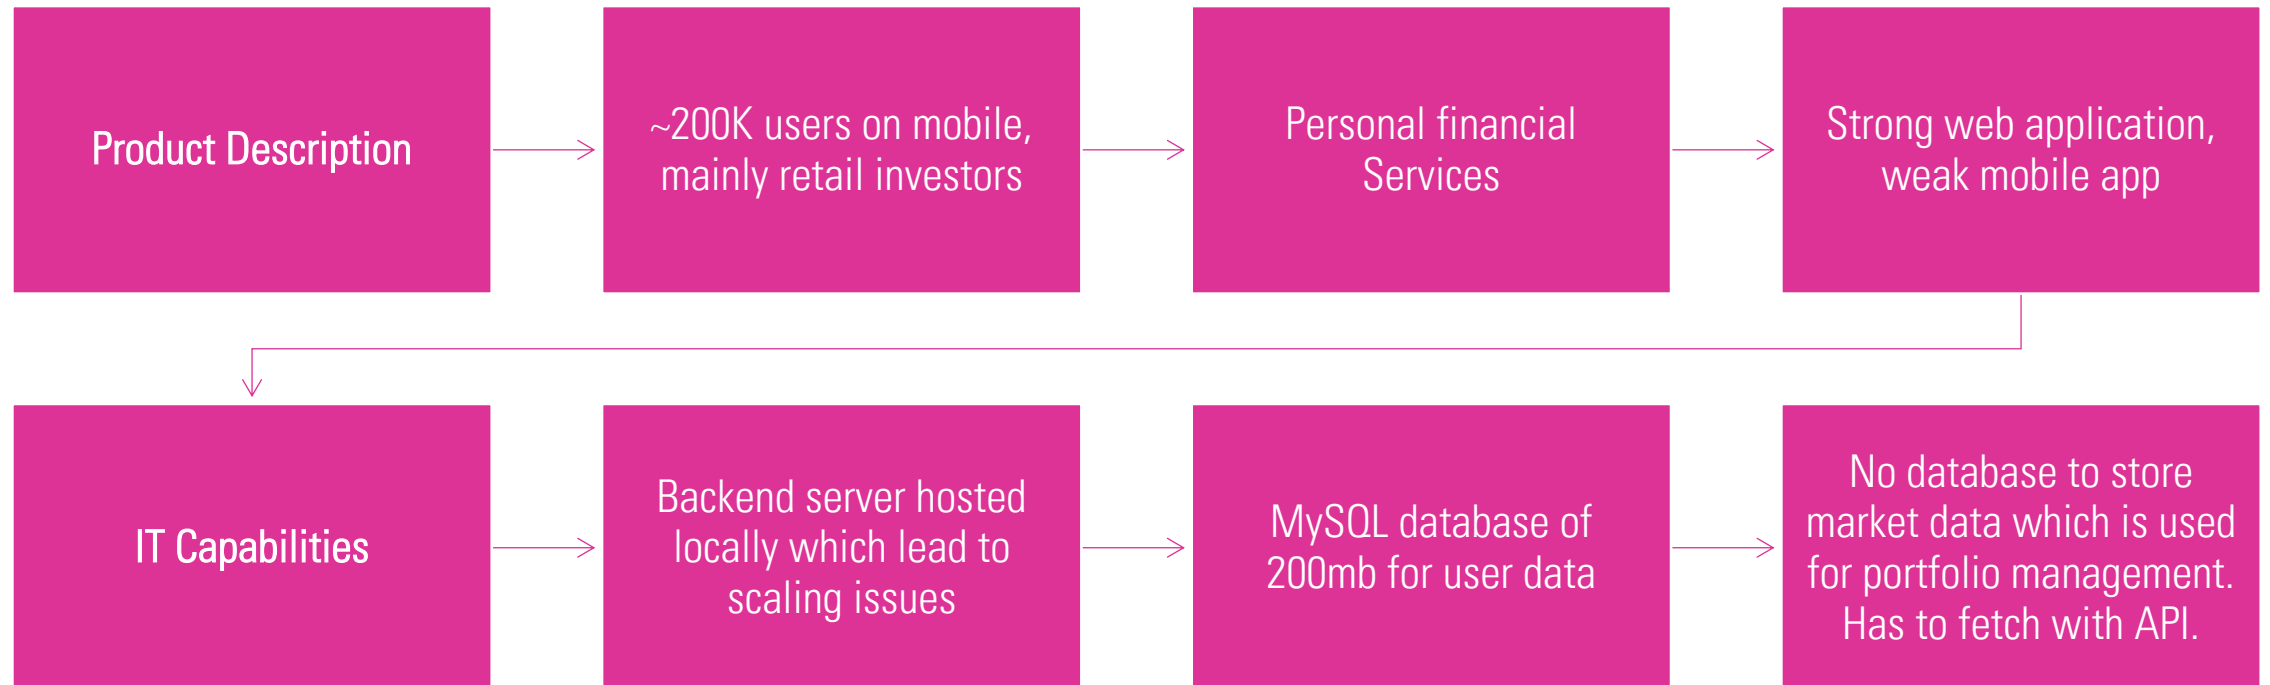 Product Description
~200K users on mobile,
mainly retail investors
Personal financial
Services
Strong web application,
weak mobile app
IT Capabilities
Backend server hosted
locally which lead to
scaling issues
MySQL database of
200mb for user data
No database to store
market data which is used
for portfolio management.
Has to fetch with API.